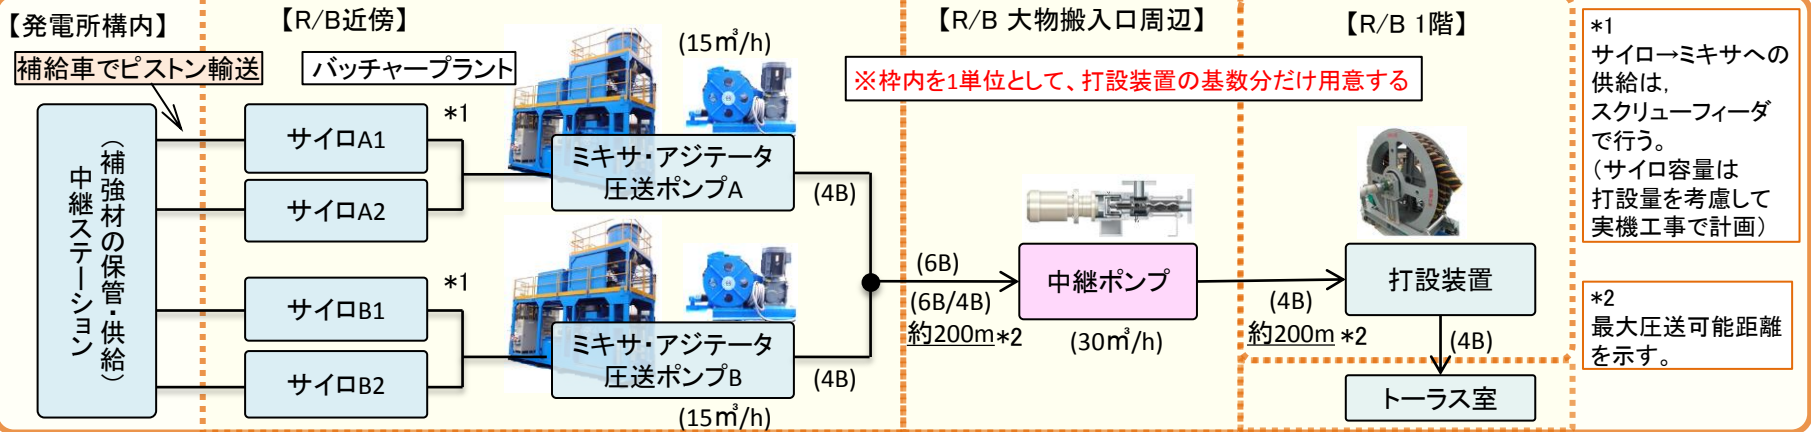 【発電所構内】
補給車でピストン輸送
中継ステーション
（補強材の保管・供給）
【R/B近傍】
バッチャープラント
サイロA1
*1
サイロA2
サイロB1
*1
サイロB2
(15㎥/h)
ミキサ・アジテータ
圧送ポンプA
(4B)
ミキサ・アジテータ
圧送ポンプB
(4B)
(15㎥/h)
【R/B 大物搬入口周辺】
※枠内を1単位として、打設装置の基数分だけ用意する
(6B)
(6B/4B)
約200m*2
中継ポンプ
(30㎥/h)
【R/B 1階】
(4B)
約200m *2
打設装置
(4B)
トーラス室
*1
サイロ→ミキサへの
供給は,
スクリューフィーダ
で行う。
（サイロ容量は
打設量を考慮して
実機工事で計画）
*2
最大圧送可能距離
を示す。